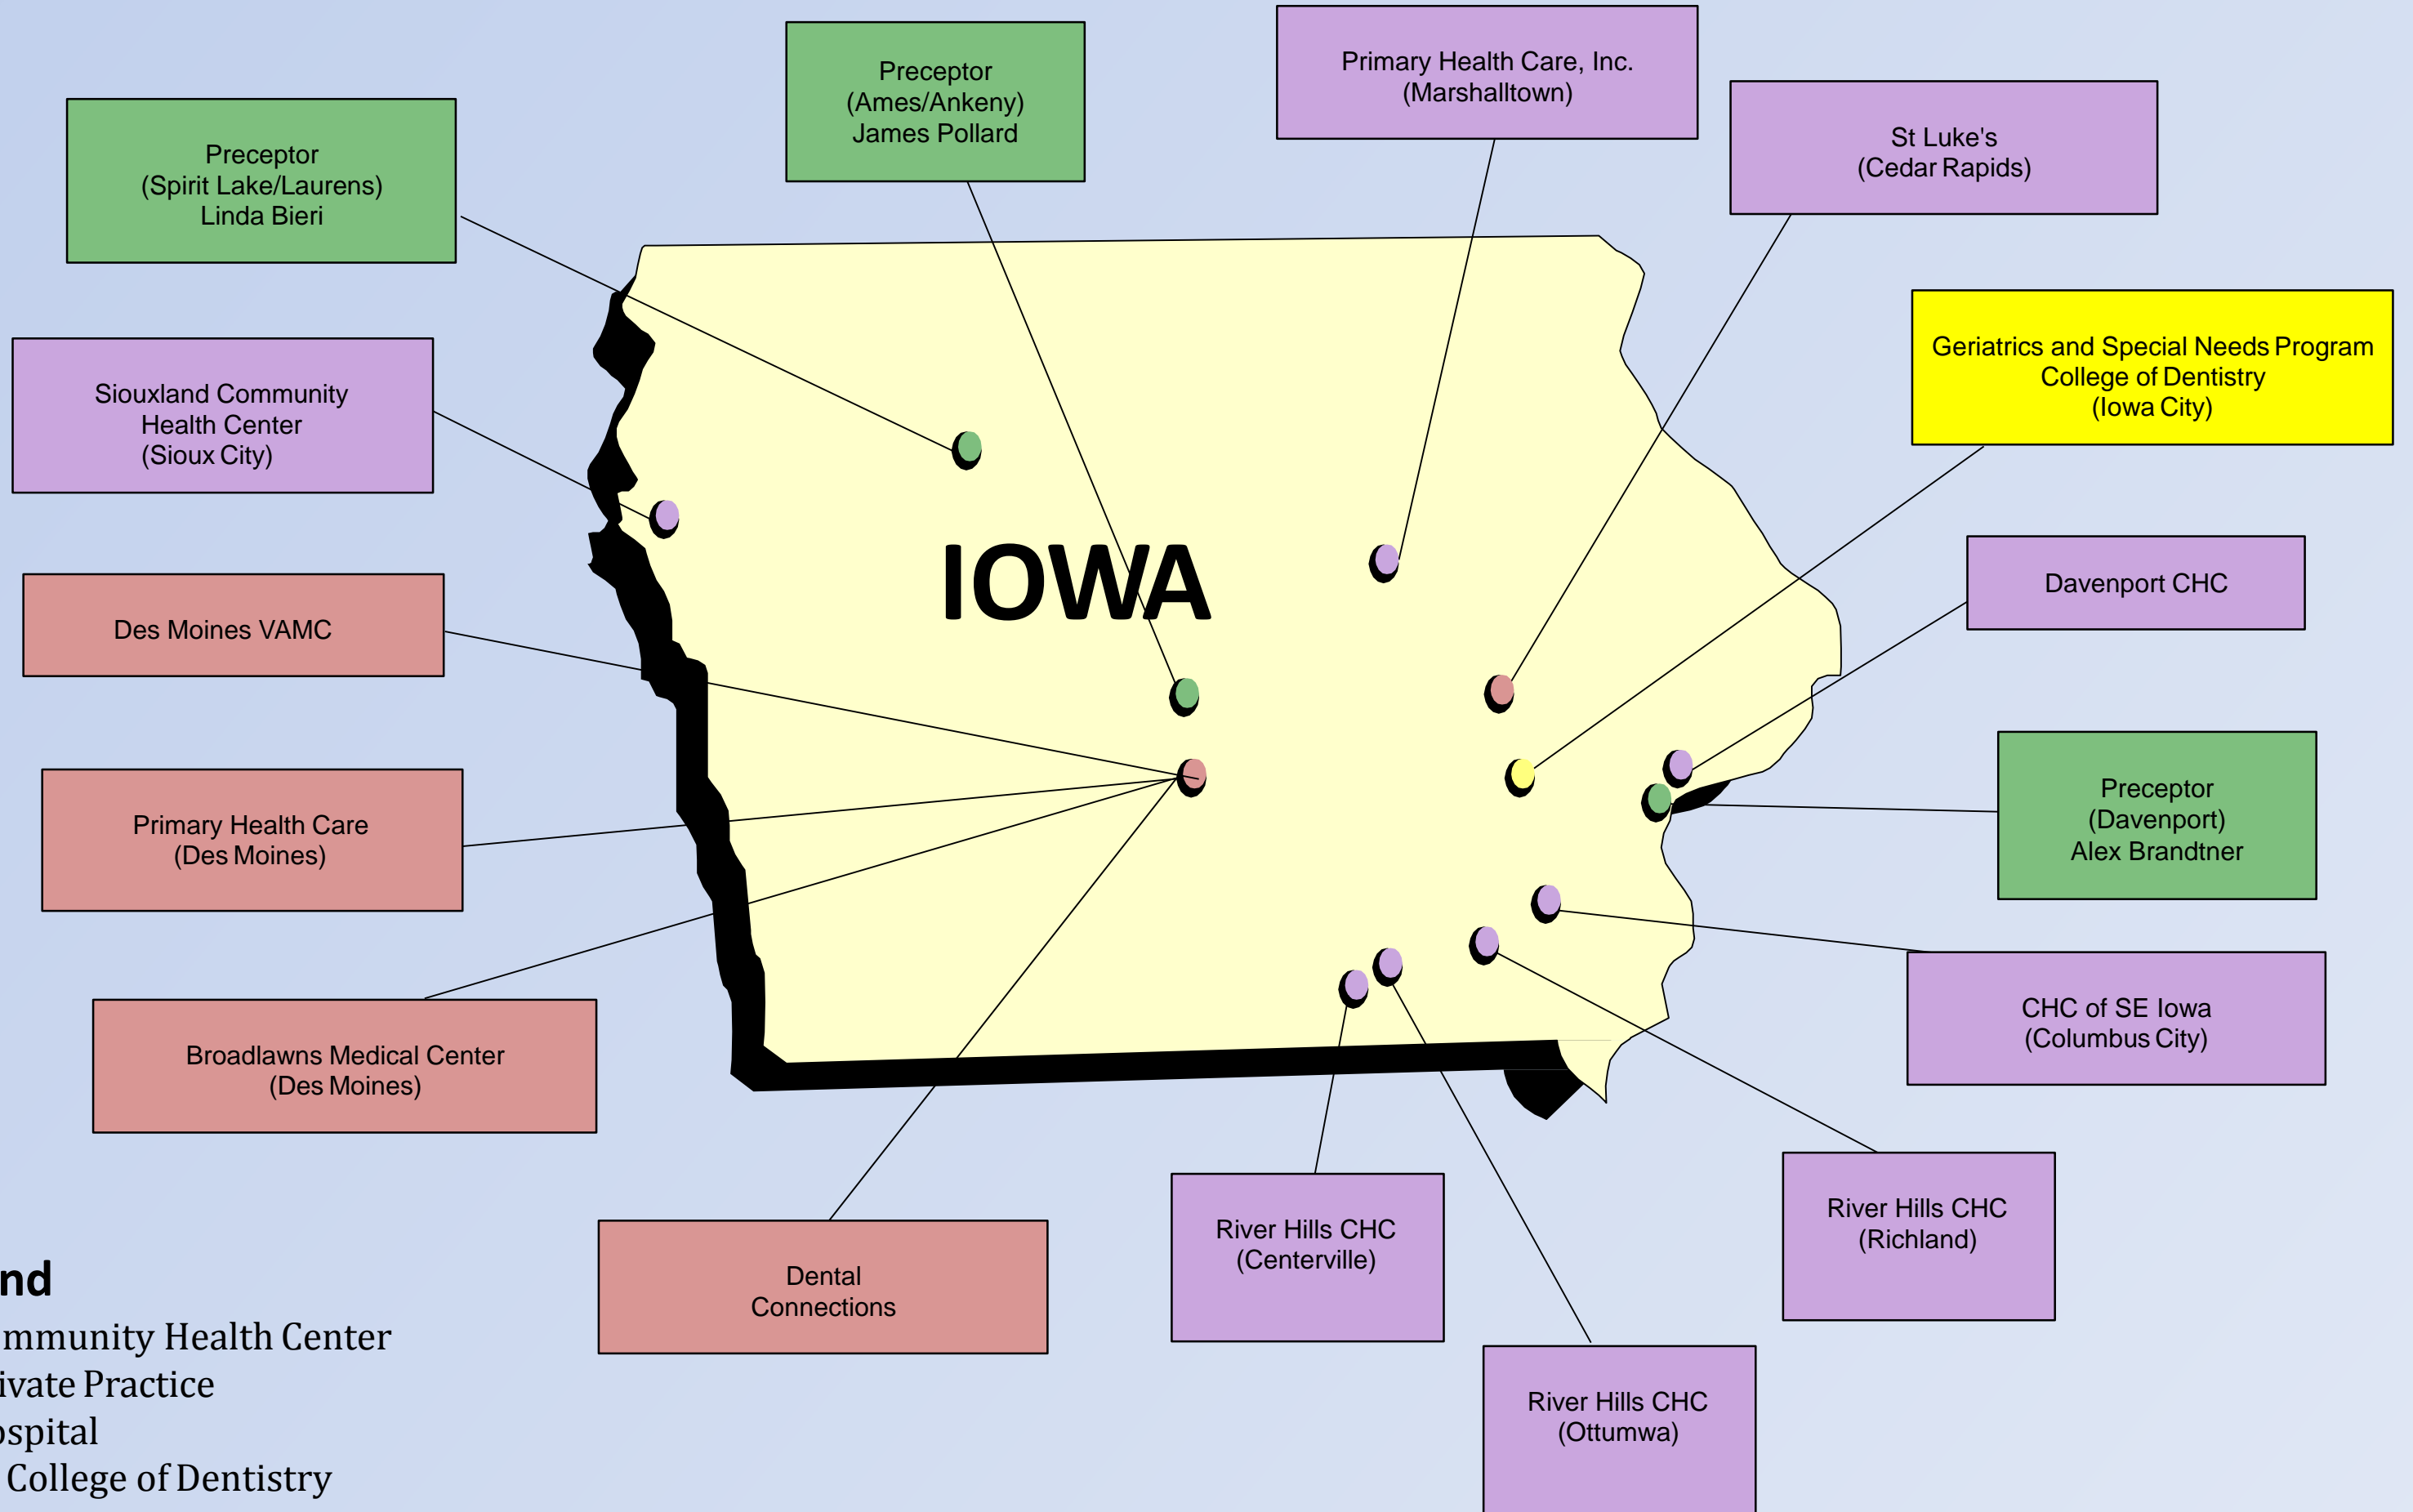 Primary Health Care, Inc.
(Marshalltown)
Preceptor
(Ames/Ankeny)
James Pollard
St Luke's
(Cedar Rapids)
Preceptor
(Spirit Lake/Laurens)
Linda Bieri
Geriatrics and Special Needs Program
College of Dentistry
(Iowa City)
Siouxland Community
Health Center
(Sioux City)
IOWA
Davenport CHC
Des Moines VAMC
Preceptor
(Davenport)
Alex Brandtner
Primary Health Care
(Des Moines)
CHC of SE Iowa
(Columbus City)
Broadlawns Medical Center
(Des Moines)
River Hills CHC
(Richland)
River Hills CHC
(Centerville)
Dental
Connections
River Hills CHC
(Ottumwa)
nd
mmunity Health Center
ivate Practice
ospital
College of Dentistry